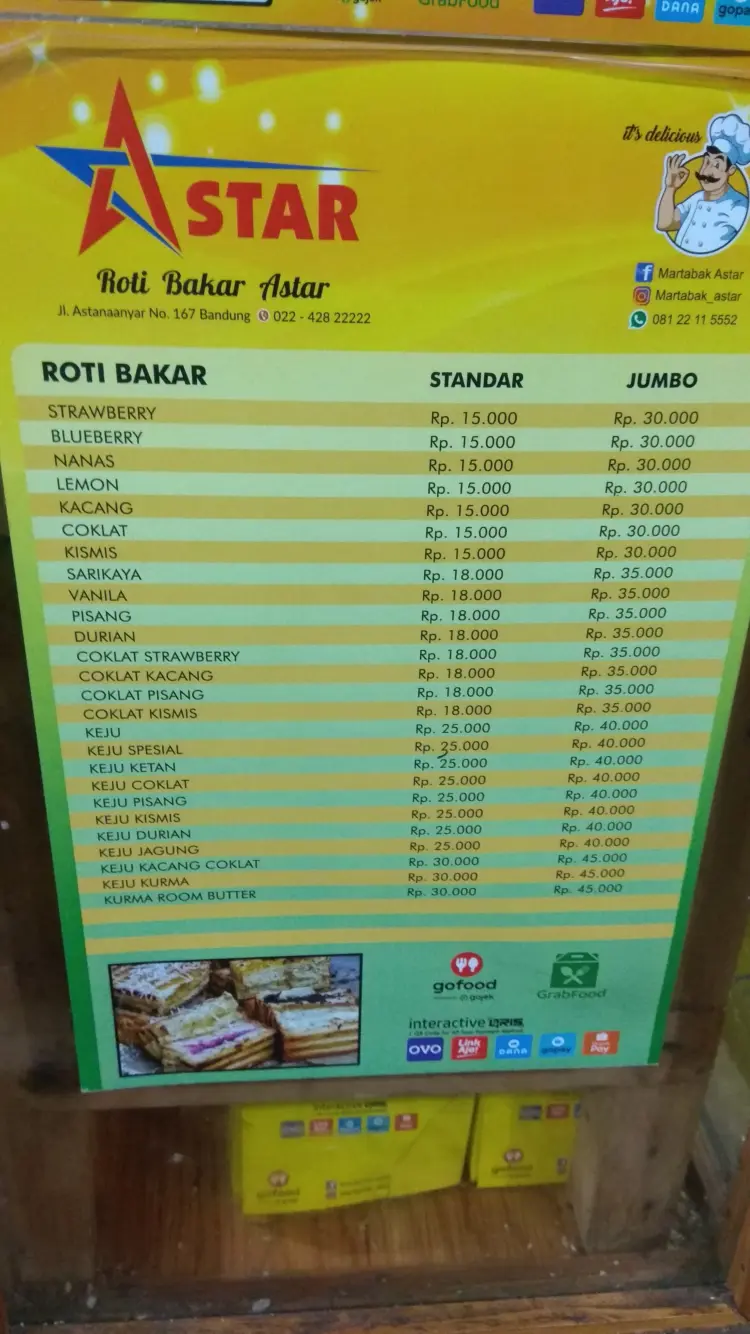 GrabFood
DANA
gopa
ASTAR
it's delicious
Roti Bakar Astar
Jl. Astanaanyar No. 167 Bandung 022 - 428 22222
Martabak Astar
Martabak_astar
081 22 11 5552
ROTI BAKAR STANDAR JUMBO
STRAWBERRY Rp. 15.000 Rp. 30.000
BLUEBERRY Rp. 15.000 Rp. 30.000
NANAS Rp. 15.000 Rp. 30.000
LEMON Rp. 15.000 Rp. 30.000
KACANG Rp. 15.000 Rp. 30.000
COKLAT Rp. 15.000 Rp. 30.000
KISMIS Rp. 15.000 Rp. 30.000
SARIKAYA Rp. 18.000 Rp. 35.000
VANILA Rp. 18.000 Rp. 35.000
PISANG Rp. 18.000 Rp. 35.000
DURIAN Rp. 18.000 Rp. 35.000
COKLAT STRAWBERRY Rp. 18.000 Rp. 35.000
COKLAT KACANG Rp. 18.000 Rp. 35.000
COKLAT PISANG Rp. 18.000 Rp. 35.000
COKLAT KISMIS Rp. 18.000 Rp. 35.000
KEJU Rp. 25.000 Rp. 40.000
KEJU SPESIAL Rp. 25.000 Rp. 40.000
KEJU KETAN Rp. 25.000 Rp. 40.000
KEJU COKLAT Rp. 25.000 Rp. 40.000
KEJU PISANG Rp. 25.000 Rp. 40.000
KEJU KISMIS Rp. 25.000 Rp. 40.000
KEJU DURIAN Rp. 25.000 Rp. 40.000
KEJU JAGUNG Rp. 25.000 Rp. 40.000
KEJU KACANG COKLAT Rp. 30.000 Rp. 45.000
KEJU KURMA Rp. 30.000 Rp. 45.000
KURMA ROOM BUTTER Rp. 30.000 Rp. 45.000
gofood
gojek
GrabFood
interactive QRIS
OVO LinkAja! DANA gopay Pay
gofood
gofood